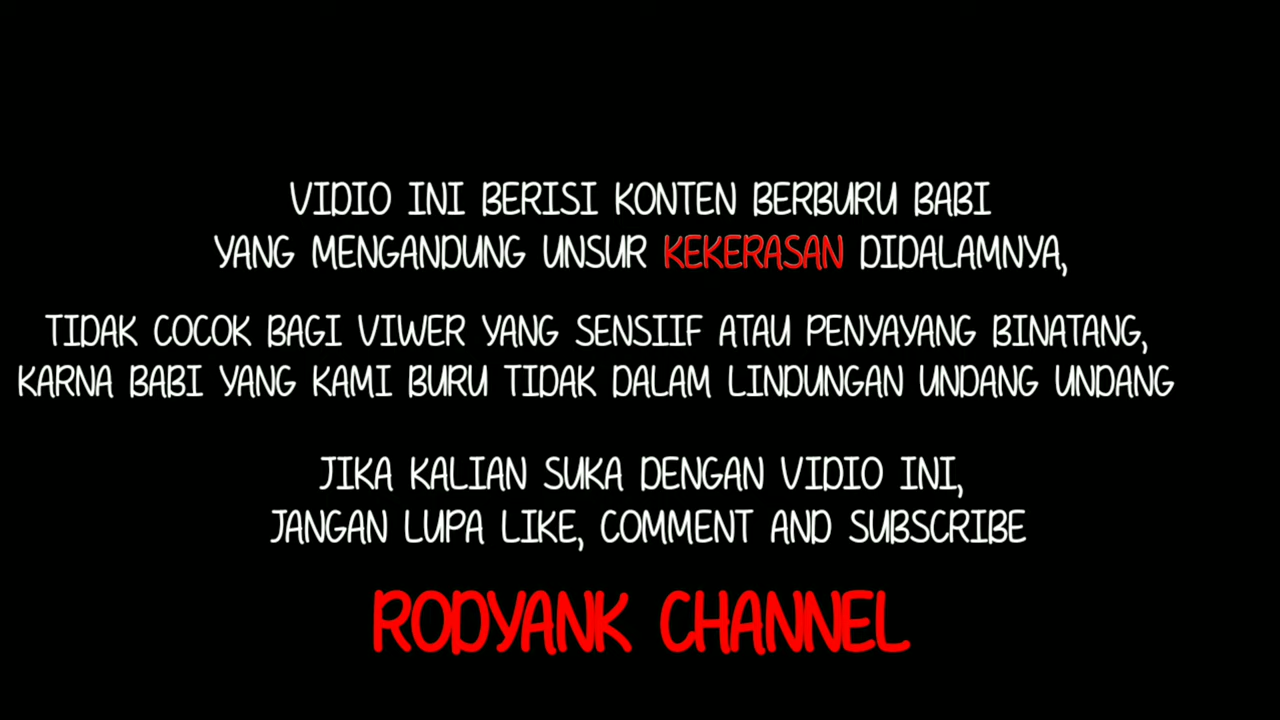 VIDIO INI BERISI KONTEN BERBURU BABI
YANG MENGANDUNG UNSUR KEKERASAN DIDALAMNYA,
TIDAK COCOK BAGI VIWER YANG SENSIIF ATAU PENYAYANG BINATANG,
KARNA BABI YANG KAMI BURU TIDAK DALAM LINDUNGAN UNDANG UNDANG
JIKA KALIAN SUKA DENGAN VIDIO INI,
JANGAN LUPA LIKE, COMMENT AND SUBSCRIBE
RODYANK CHANNEL